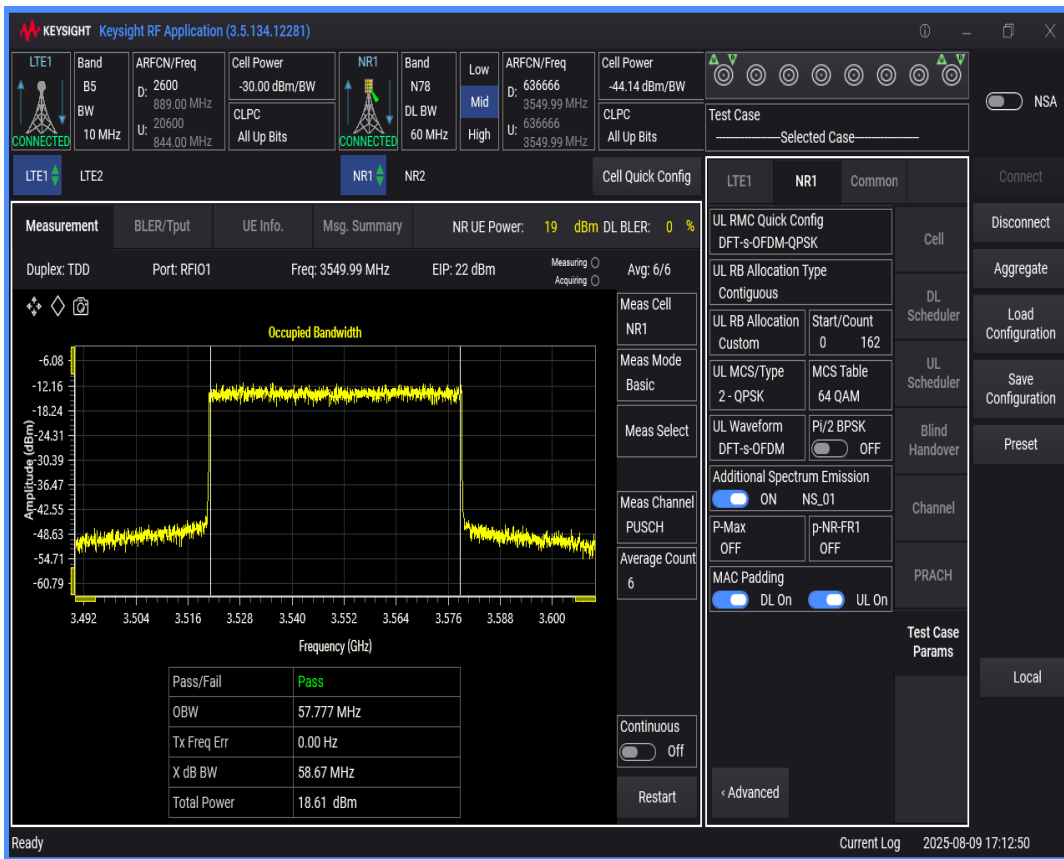 KEYSIGHT Keysight RF Application (3.5.134.12281)
LTE1 Band ARFCN/Freq Cell Power NR1 Band Low ARFCN/Freq Cell Power
B5 D: 2600 -30.00 dBm/BW N78 D: 636666 -44.14 dBm/BW
889.00 MHz 3549.99 MHz
BW CLPC DL BW Mid CLPC Test Case
CONNECTED 10 MHz U: 20600 All Up Bits CONNECTED 60 MHz High U: 636666 All Up Bits ----Selected Case----
844.00 MHz 3549.99 MHz
NSA
LTE1 LTE2 NR1 NR2 Cell Quick Config
Measurement BLER/Tput UE Info. Msg. Summary NR UE Power: 19 dBm DL BLER: 0 %
Duplex: TDD Port: RFIO1 Freq: 3549.99 MHz EIP: 22 dBm Measuring Avg: 6/6
Acquiring
Occupied Bandwidth
Amplitude (dBm)
-6.08
-12.16
-18.24
-24.31
-30.39
-36.47
-42.55
-48.63
-54.71
-60.79
3.492 3.504 3.516 3.528 3.540 3.552 3.564 3.576 3.588 3.600
Frequency (GHz)
Pass/Fail Pass
OBW 57.777 MHz
Tx Freq Err 0.00 Hz
X dB BW 58.67 MHz
Total Power 18.61 dBm
Meas Cell
NR1
Meas Mode
Basic
Meas Select
Meas Channel
PUSCH
Average Count
6
Continuous
Off
Restart
LTE1 NR1 Common
UL RMC Quick Config
DFT-s-OFDM-QPSK
UL RB Allocation Type
Contiguous
UL RB Allocation Start/Count
Custom 0 162
UL MCS/Type MCS Table
2 - QPSK 64 QAM
UL Waveform Pi/2 BPSK
DFT-s-OFDM OFF
Additional Spectrum Emission
ON NS_01
P-Max p-NR-FR1
OFF OFF
MAC Padding
DL On UL On
‹ Advanced
Cell
DL
Scheduler
UL
Scheduler
Blind
Handover
Channel
PRACH
Test Case
Params
Connect
Disconnect
Aggregate
Load
Configuration
Save
Configuration
Preset
Local
Ready Current Log 2025-08-09 17:12:50